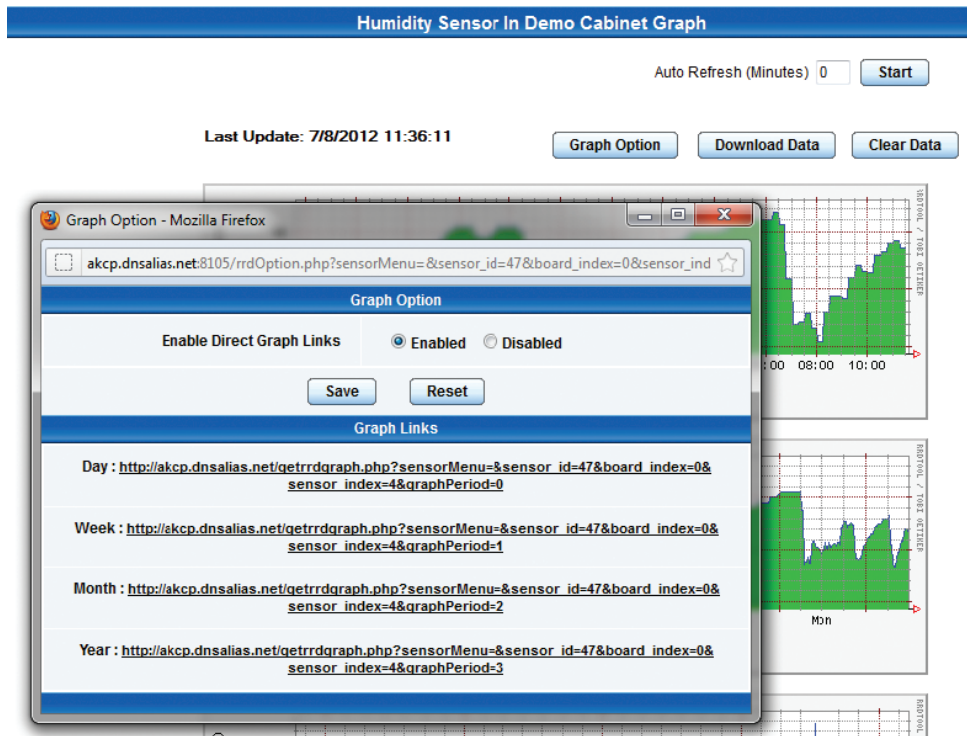 Humidity Sensor In Demo Cabinet Graph
Auto Refresh (Minutes) 0 Start
Last Update: 7/8/2012 11:36:11
Graph Option Download Data Clear Data
Graph Option - Mozilla Firefox
akcp.dnsalias.net:8105/rrdOption.php?sensorMenu=&sensor_id=47&board_index=0&sensor_ind
Graph Option
Enable Direct Graph Links Enabled Disabled
Save Reset
Graph Links
Day : http://akcp.dnsalias.net/getrrdgraph.php?sensorMenu=&sensor_id=47&board_index=0&
sensor_index=4&graphPeriod=0
Week : http://akcp.dnsalias.net/getrrdgraph.php?sensorMenu=&sensor_id=47&board_index=0&
sensor_index=4&graphPeriod=1
Month : http://akcp.dnsalias.net/getrrdgraph.php?sensorMenu=&sensor_id=47&board_index=0&
sensor_index=4&graphPeriod=2
Year : http://akcp.dnsalias.net/getrrdgraph.php?sensorMenu=&sensor_id=47&board_index=0&
sensor_index=4&graphPeriod=3
RRDTOOL / TOBI OETIKER
:00 08:00 10:00
RRDTOOL / TOBI OETIKER
Mon
RRDTOOL